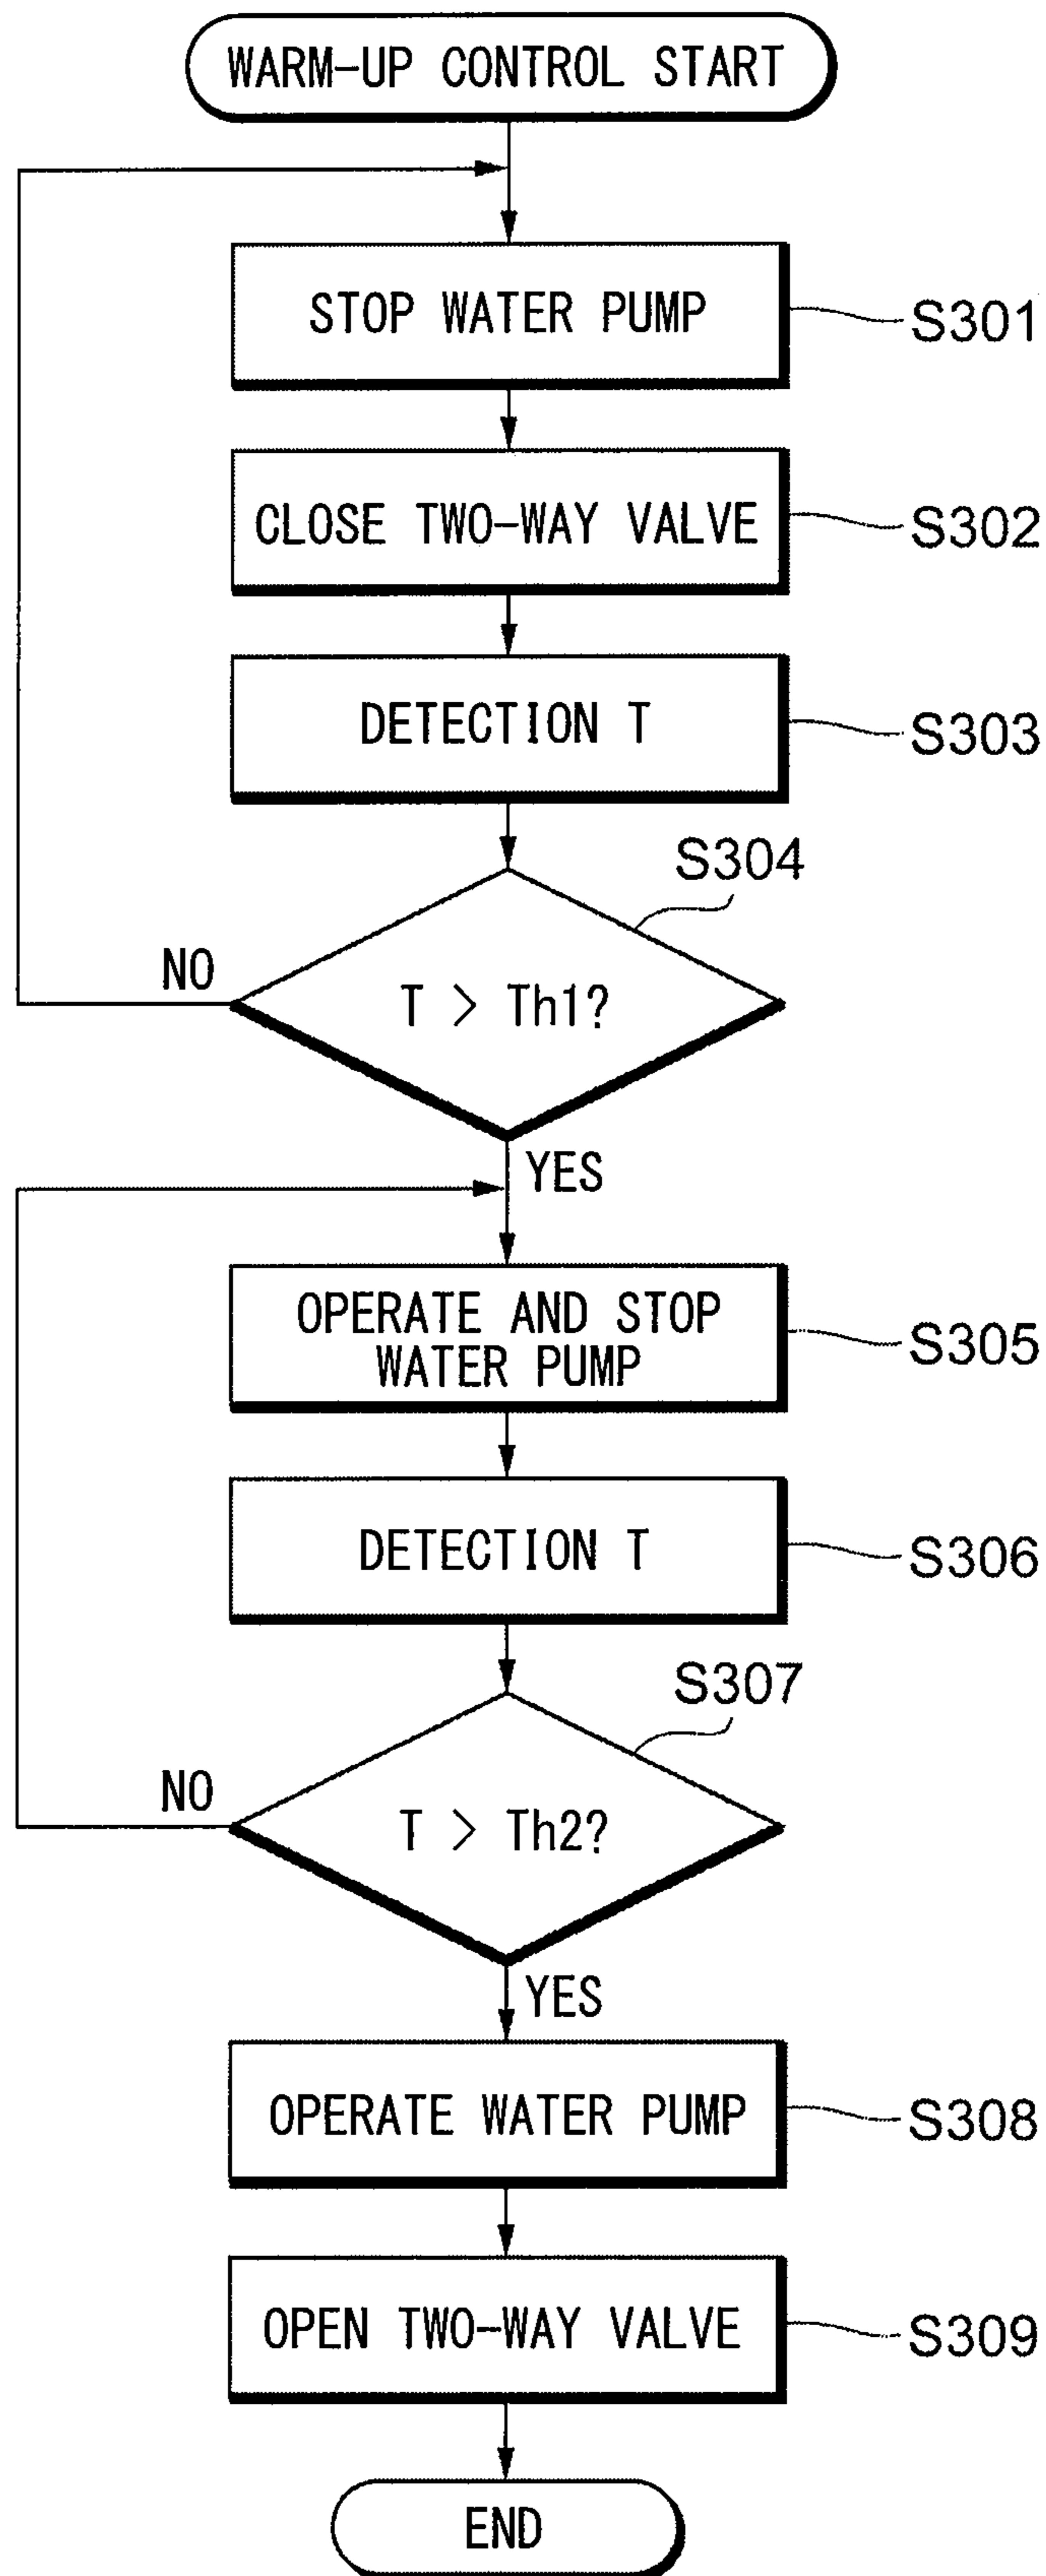 WARM-UP CONTROL START
STOP WATER PUMP
S301
CLOSE TWO-WAY VALVE
S302
DETECTION T
S303
S304
NO
T > Th1?
YES
OPERATE AND STOP
WATER PUMP
S305
DETECTION T
S306
S307
NO
T > Th2?
YES
OPERATE WATER PUMP
S308
OPEN TWO-WAY VALVE
S309
END